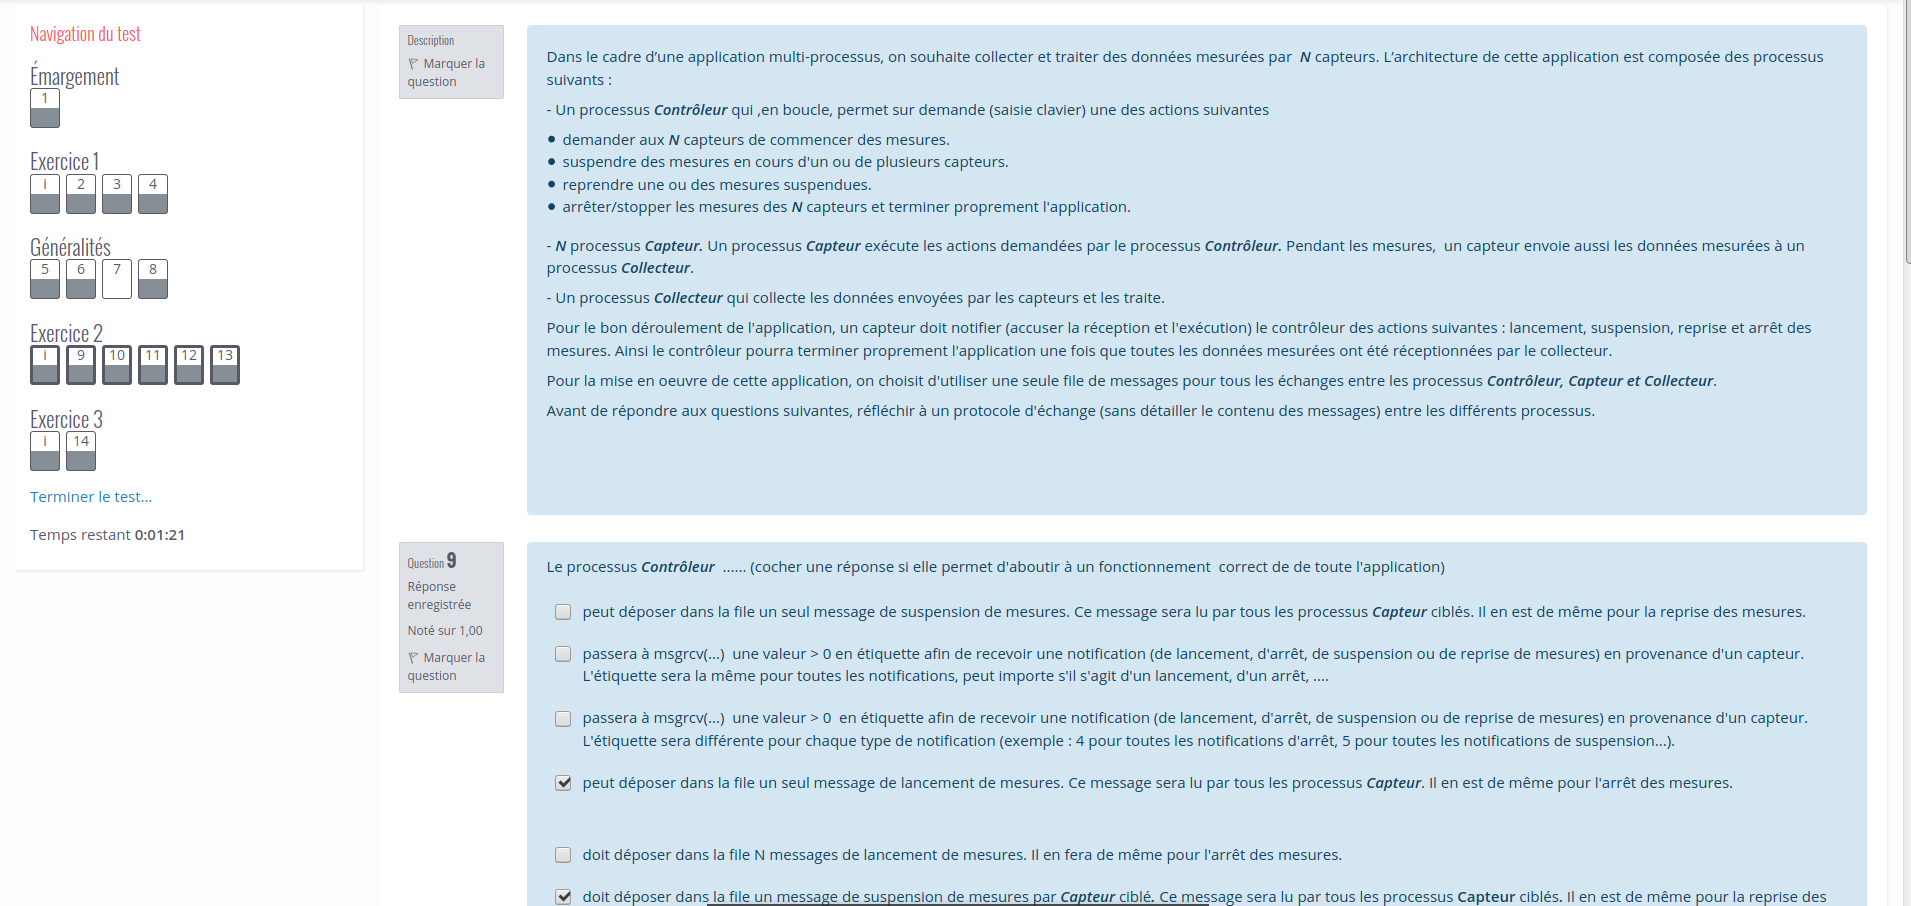 Navigation du test
Émargement
1
Exercice 1
i 2 3 4
Généralités
5 6 7 8
Exercice 2
i 9 10 11 12 13
Exercice 3
i 14
Terminer le test...
Temps restant 0:01:21
Description
Marquer la
question
Dans le cadre d’une application multi-processus, on souhaite collecter et traiter des données mesurées par N capteurs. L’architecture de cette application est composée des processus
suivants :
- Un processus Contrôleur qui ,en boucle, permet sur demande (saisie clavier) une des actions suivantes
• demander aux N capteurs de commencer des mesures.
• suspendre des mesures en cours d'un ou de plusieurs capteurs.
• reprendre une ou des mesures suspendues.
• arrêter/stopper les mesures des N capteurs et terminer proprement l'application.
- N processus Capteur. Un processus Capteur exécute les actions demandées par le processus Contrôleur. Pendant les mesures, un capteur envoie aussi les données mesurées à un
processus Collecteur.
- Un processus Collecteur qui collecte les données envoyées par les capteurs et les traite.
Pour le bon déroulement de l'application, un capteur doit notifier (accuser la réception et l'exécution) le contrôleur des actions suivantes : lancement, suspension, reprise et arrêt des
mesures. Ainsi le contrôleur pourra terminer proprement l'application une fois que toutes les données mesurées ont été réceptionnées par le collecteur.
Pour la mise en oeuvre de cette application, on choisit d'utiliser une seule file de messages pour tous les échanges entre les processus Contrôleur, Capteur et Collecteur.
Avant de répondre aux questions suivantes, réfléchir à un protocole d'échange (sans détailler le contenu des messages) entre les différents processus.
Question 9
Réponse
enregistrée
Noté sur 1,00
Marquer la
question
Le processus Contrôleur ...... (cocher une réponse si elle permet d'aboutir à un fonctionnement correct de de toute l'application)
peut déposer dans la file un seul message de suspension de mesures. Ce message sera lu par tous les processus Capteur ciblés. Il en est de même pour la reprise des mesures.
passera à msgrcv(...) une valeur > 0 en étiquette afin de recevoir une notification (de lancement, d'arrêt, de suspension ou de reprise de mesures) en provenance d'un capteur.
L'étiquette sera la même pour toutes les notifications, peut importe s'il s'agit d'un lancement, d'un arrêt, ....
passera à msgrcv(...) une valeur > 0 en étiquette afin de recevoir une notification (de lancement, d'arrêt, de suspension ou de reprise de mesures) en provenance d'un capteur.
L'étiquette sera différente pour chaque type de notification (exemple : 4 pour toutes les notifications d'arrêt, 5 pour toutes les notifications de suspension...).
peut déposer dans la file un seul message de lancement de mesures. Ce message sera lu par tous les processus Capteur. Il en est de même pour l'arrêt des mesures.
doit déposer dans la file N messages de lancement de mesures. Il en fera de même pour l'arrêt des mesures.
doit déposer dans la file un message de suspension de mesures par Capteur ciblé. Ce message sera lu par tous les processus Capteur ciblés. Il en est de même pour la reprise des